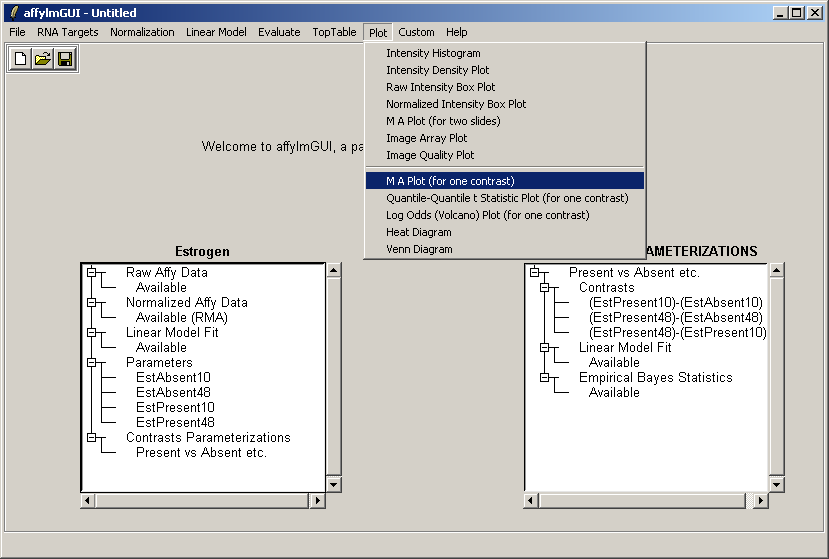 affylmGUI - Untitled
File RNA Targets Normalization Linear Model Evaluate TopTable Plot Custom Help
Intensity Histogram
Intensity Density Plot
Raw Intensity Box Plot
Normalized Intensity Box Plot
M A Plot (for two slides)
Image Array Plot
Image Quality Plot
M A Plot (for one contrast)
Quantile-Quantile t Statistic Plot (for one contrast)
Log Odds (Volcano) Plot (for one contrast)
Heat Diagram
Venn Diagram
Welcome to affylmGUI, a pa
Estrogen
Raw Affy Data
Available
Normalized Affy Data
Available (RMA)
Linear Model Fit
Available
Parameters
EstAbsent10
EstAbsent48
EstPresent10
EstPresent48
Contrasts Parameterizations
Present vs Absent etc.
AMETERIZATIONS
Present vs Absent etc.
Contrasts
(EstPresent10)-(EstAbsent10)
(EstPresent48)-(EstAbsent48)
(EstPresent48)-(EstPresent10)
Linear Model Fit
Available
Empirical Bayes Statistics
Available